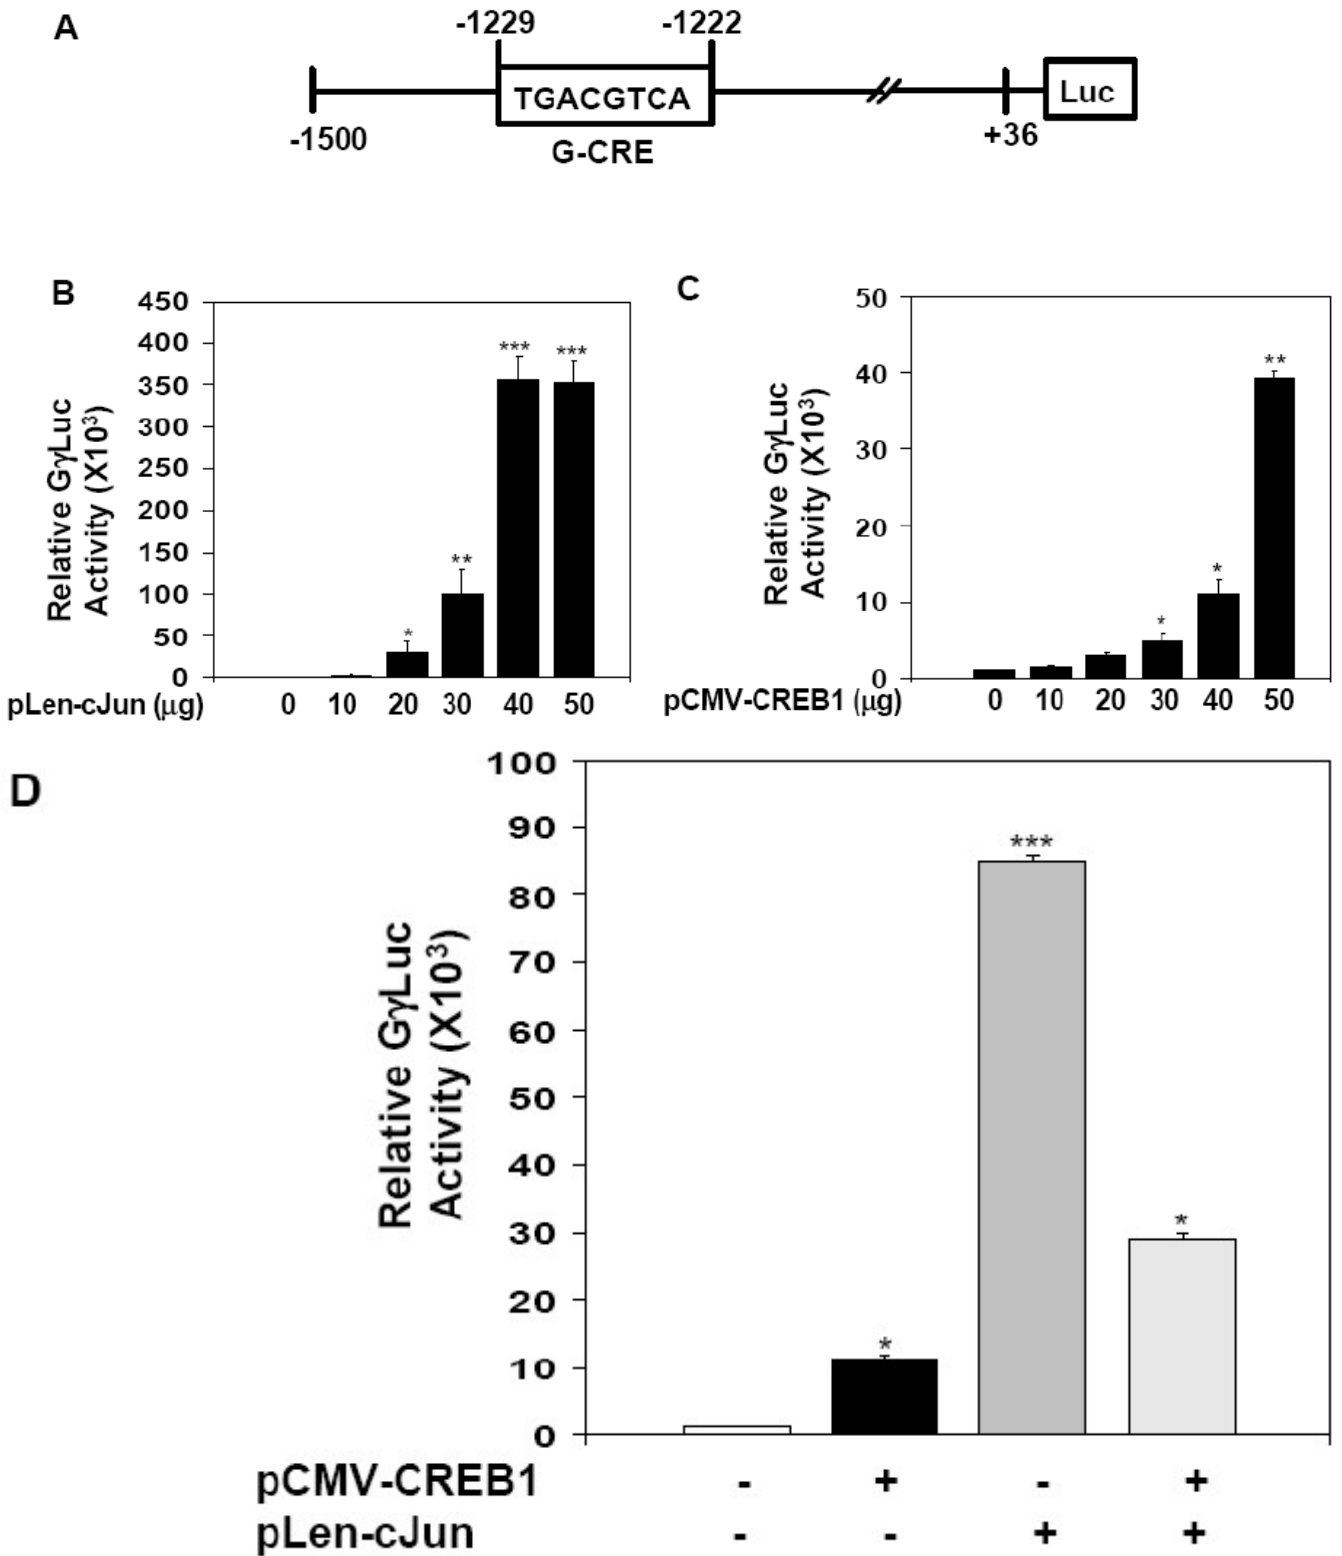 A
-1229 -1222
TGACGTCA
Luc
-1500
G-CRE
+36
B
Relative GγLuc
Activity (X10³)
450
400
350
300
250
200
150
100
50
0
*
**
***
***
pLen-cJun (μg) 0 10 20 30 40 50
C
Relative GγLuc
Activity (X10³)
50
40
30
20
10
0
*
*
**
pCMV-CREB1 (μg) 0 10 20 30 40 50
D
Relative GγLuc
Activity (X10³)
100
90
80
70
60
50
40
30
20
10
0
*
***
*
pCMV-CREB1 - + - +
pLen-cJun - - + +